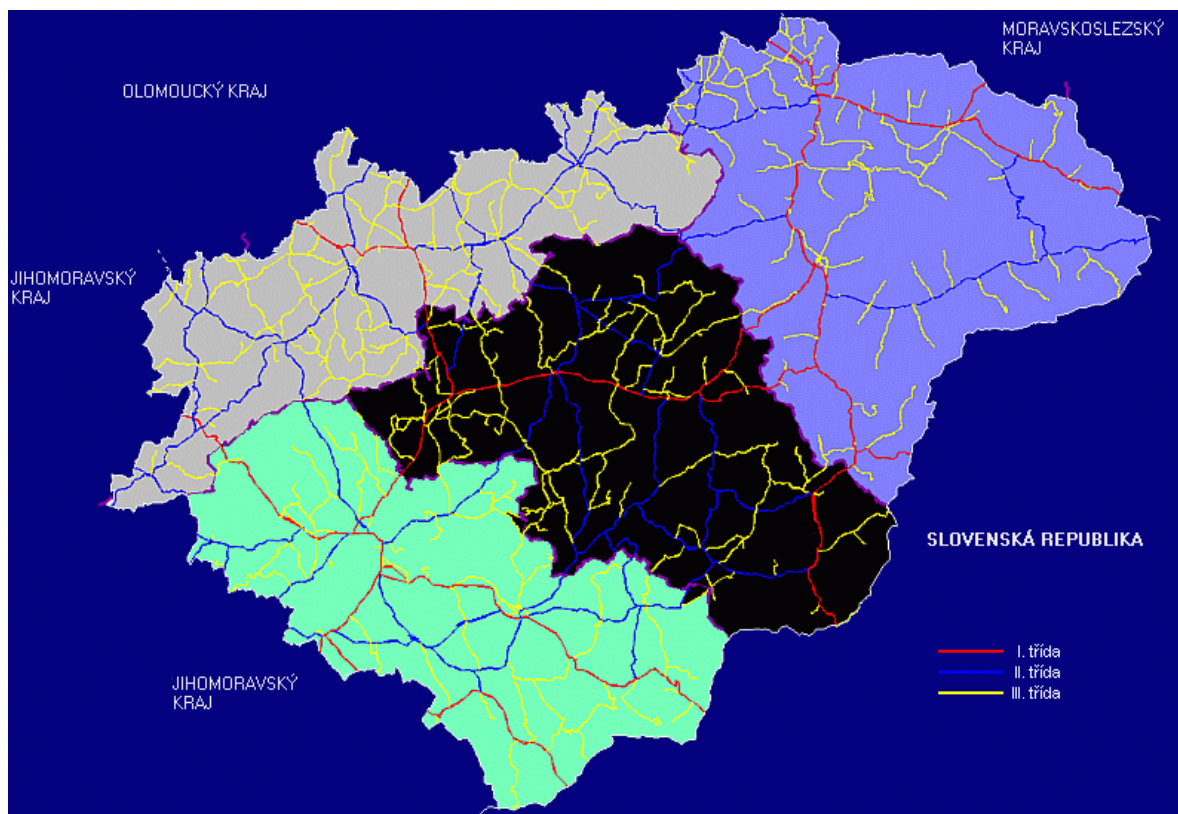 MORAVSKOSLEZSKÝ
KRAJ
OLOMOUCKÝ KRAJ
JIHOMORAVSKÝ
KRAJ
SLOVENSKÁ REPUBLIKA
I. třída
II. třída
III. třída
JIHOMORAVSKÝ
KRAJ